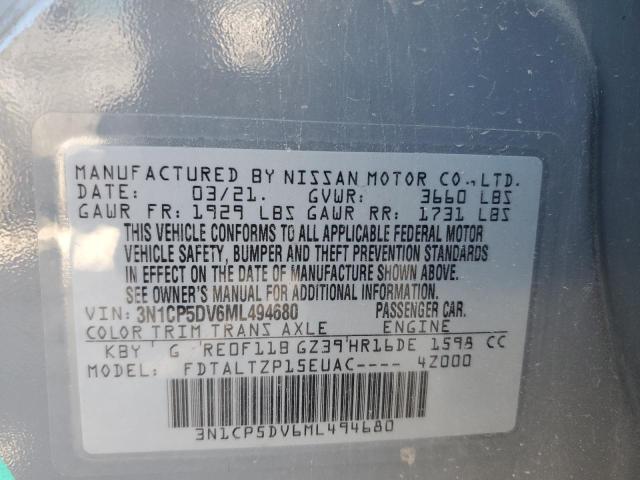 MANUFACTURED BY NISSAN MOTOR CO., LTD.
DATE: 03/21. GVWR: 3660 LBS
GAWR FR: 1929 LBS GAWR RR: 1731 LBS
THIS VEHICLE CONFORMS TO ALL APPLICABLE FEDERAL MOTOR
VEHICLE SAFETY, BUMPER AND THEFT PREVENTION STANDARDS
IN EFFECT ON THE DATE OF MANUFACTURE SHOWN ABOVE.
SEE OWNER'S MANUAL FOR ADDITIONAL INFORMATION.
VIN: 3N1CP5DV6ML494680 PASSENGER CAR.
COLOR TRIM TRANS AXLE ENGINE
KBY ' G ' RE0F11B GZ39'HR16DE 1598 CC
FDTALTZP15EUAC---- 4Z000
3N1CP5DV6ML494680